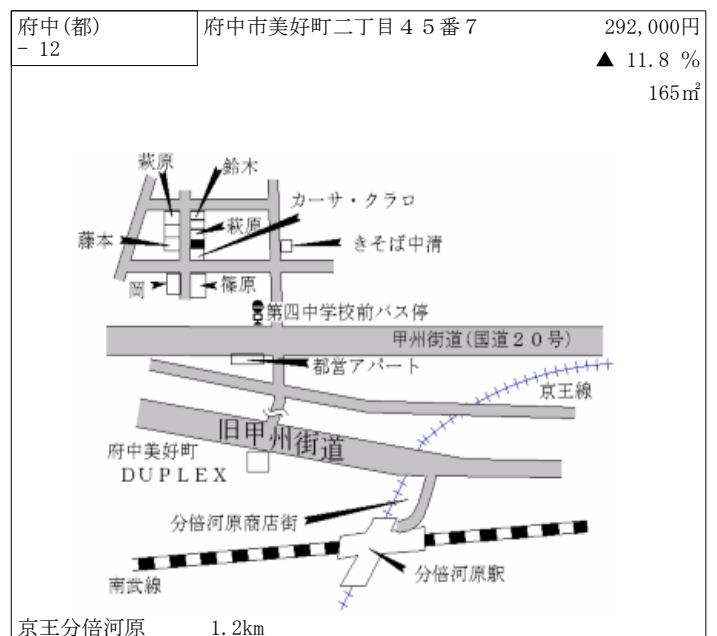 府中(都)
- 12
府中市美好町二丁目４５番７
292,000円
▲ 11.8 %
165㎡
萩原
鈴木
カーサ・クラロ
萩原
藤本
きそば中清
岡
篠原
第四中学校前バス停
甲州街道(国道２０号)
都営アパート
京王線
旧甲州街道
府中美好町
ＤＵＰＬＥＸ
分倍河原商店街
分倍河原駅
南武線
京王分倍河原 1.2km